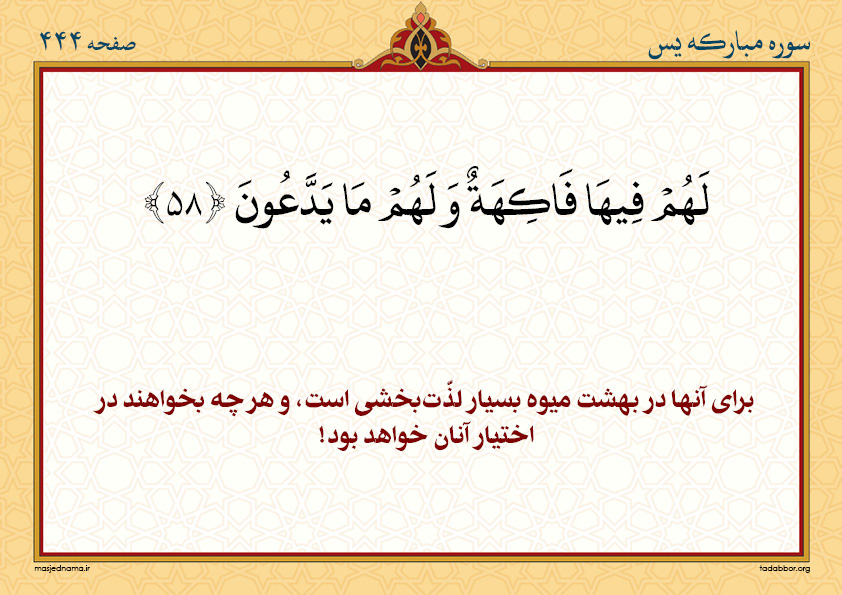 سوره مبارکه یس
صفحه ۴۴۴
لَهُمْ فِيهَا فَاكِهَةٌ وَ لَهُمْ مَا يَدَّعُونَ ﴿۵۸﴾
برای آنها در بهشت میوه بسیار لذّت‌بخشی است، و هر چه بخواهند در
اختیار آنان خواهد بود!
masjednama.ir
tadabbor.org